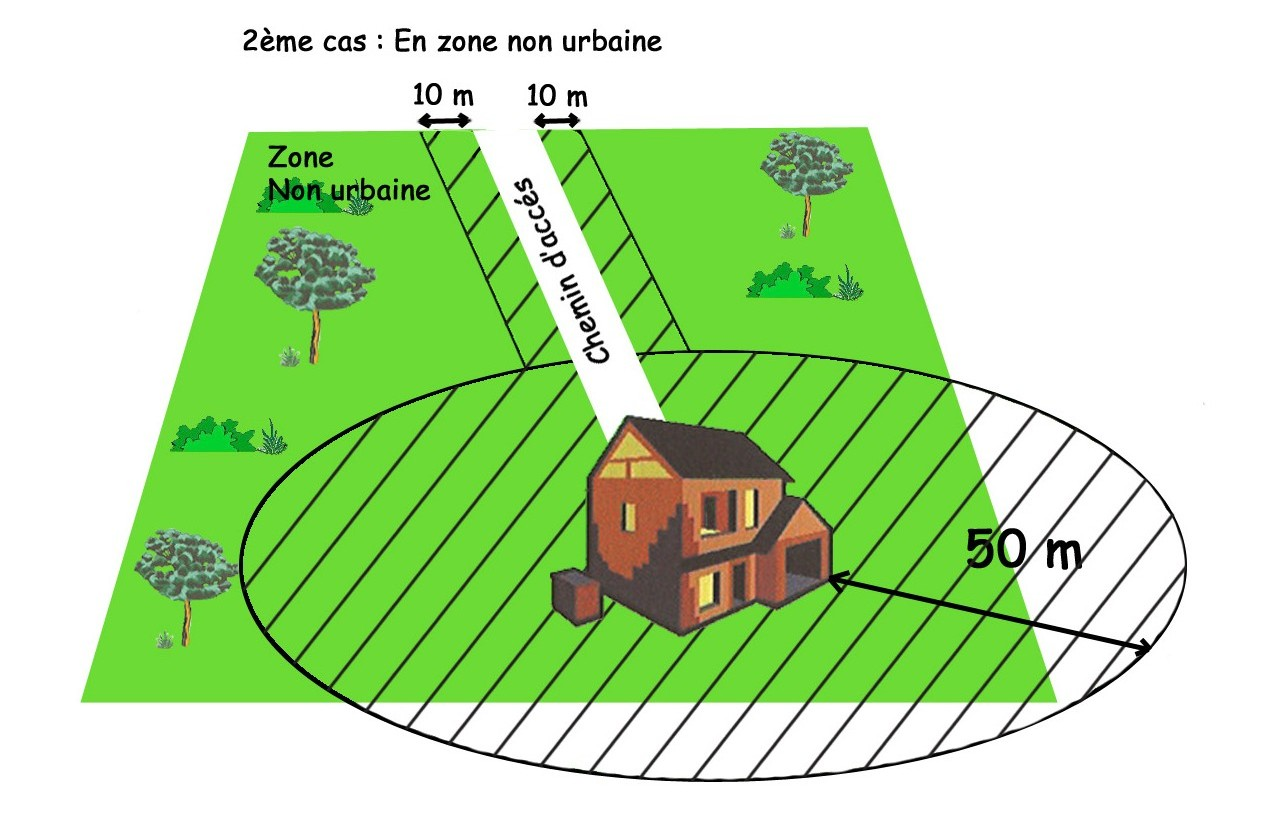 2ème cas : En zone non urbaine
10 m 10 m
Zone
Non urbaine
Chemin d'accés
50 m